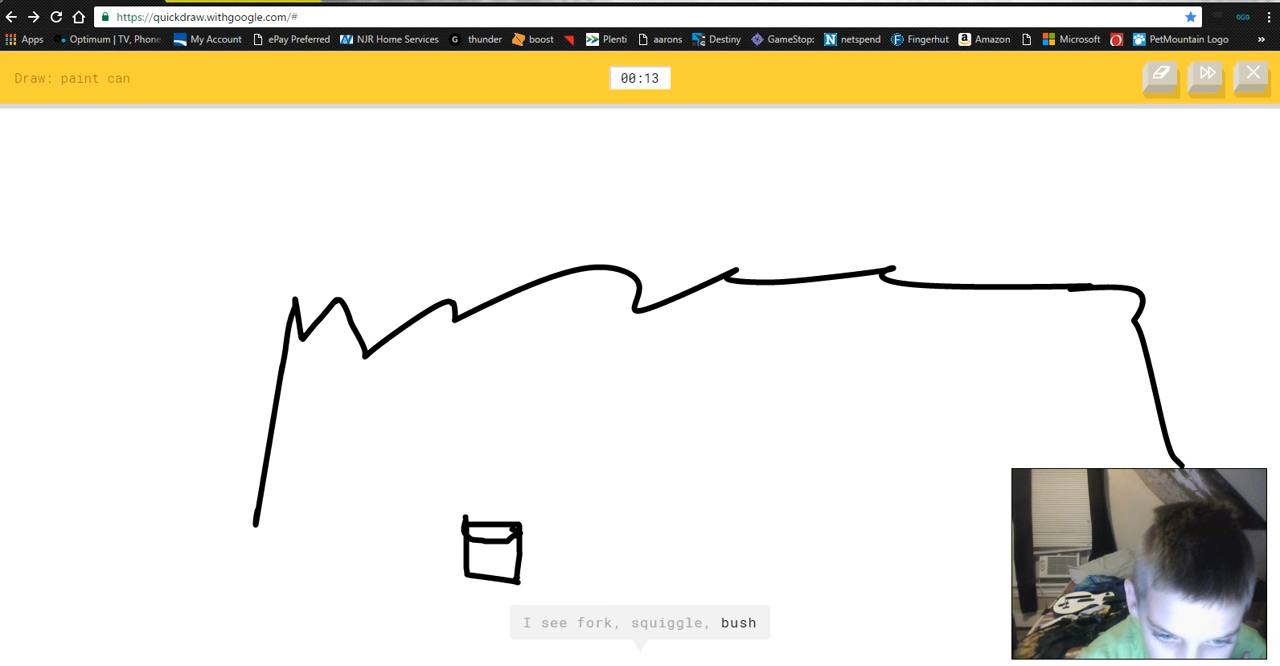 https://quickdraw.withgoogle.com/#
Apps Optimum | TV, Phone My Account ePay Preferred NJR Home Services thunder boost Plenti aarons Destiny GameStop: netspend Fingerhut Amazon Microsoft PetMountain Logo »
Draw: paint can 00:13
I see fork, squiggle, bush